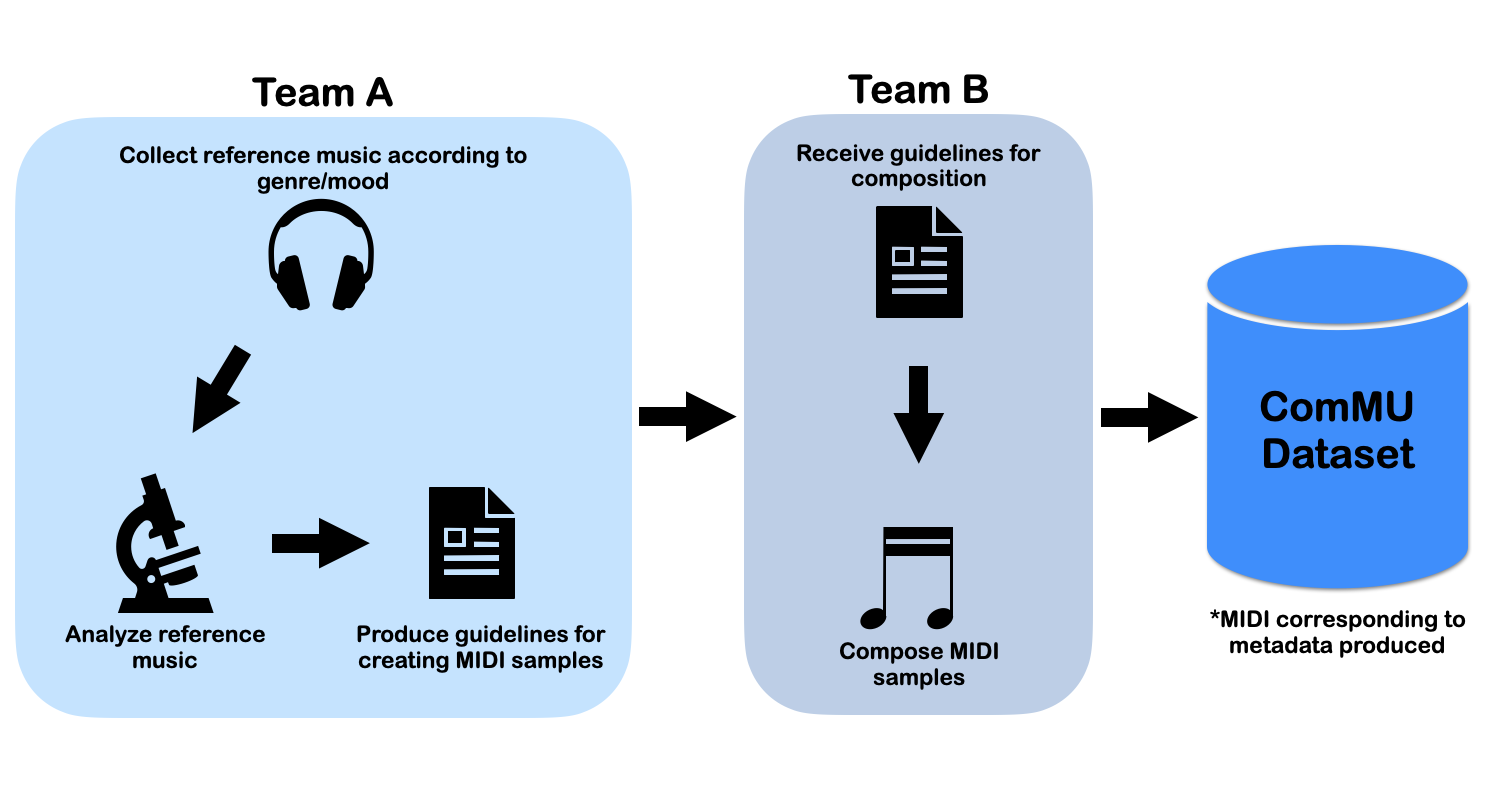 Team A
Collect reference music according to
genre/mood
Analyze reference
music
Produce guidelines for
creating MIDI samples
Team B
Receive guidelines for
composition
Compose MIDI
samples
ComMU
Dataset
*MIDI corresponding to
metadata produced